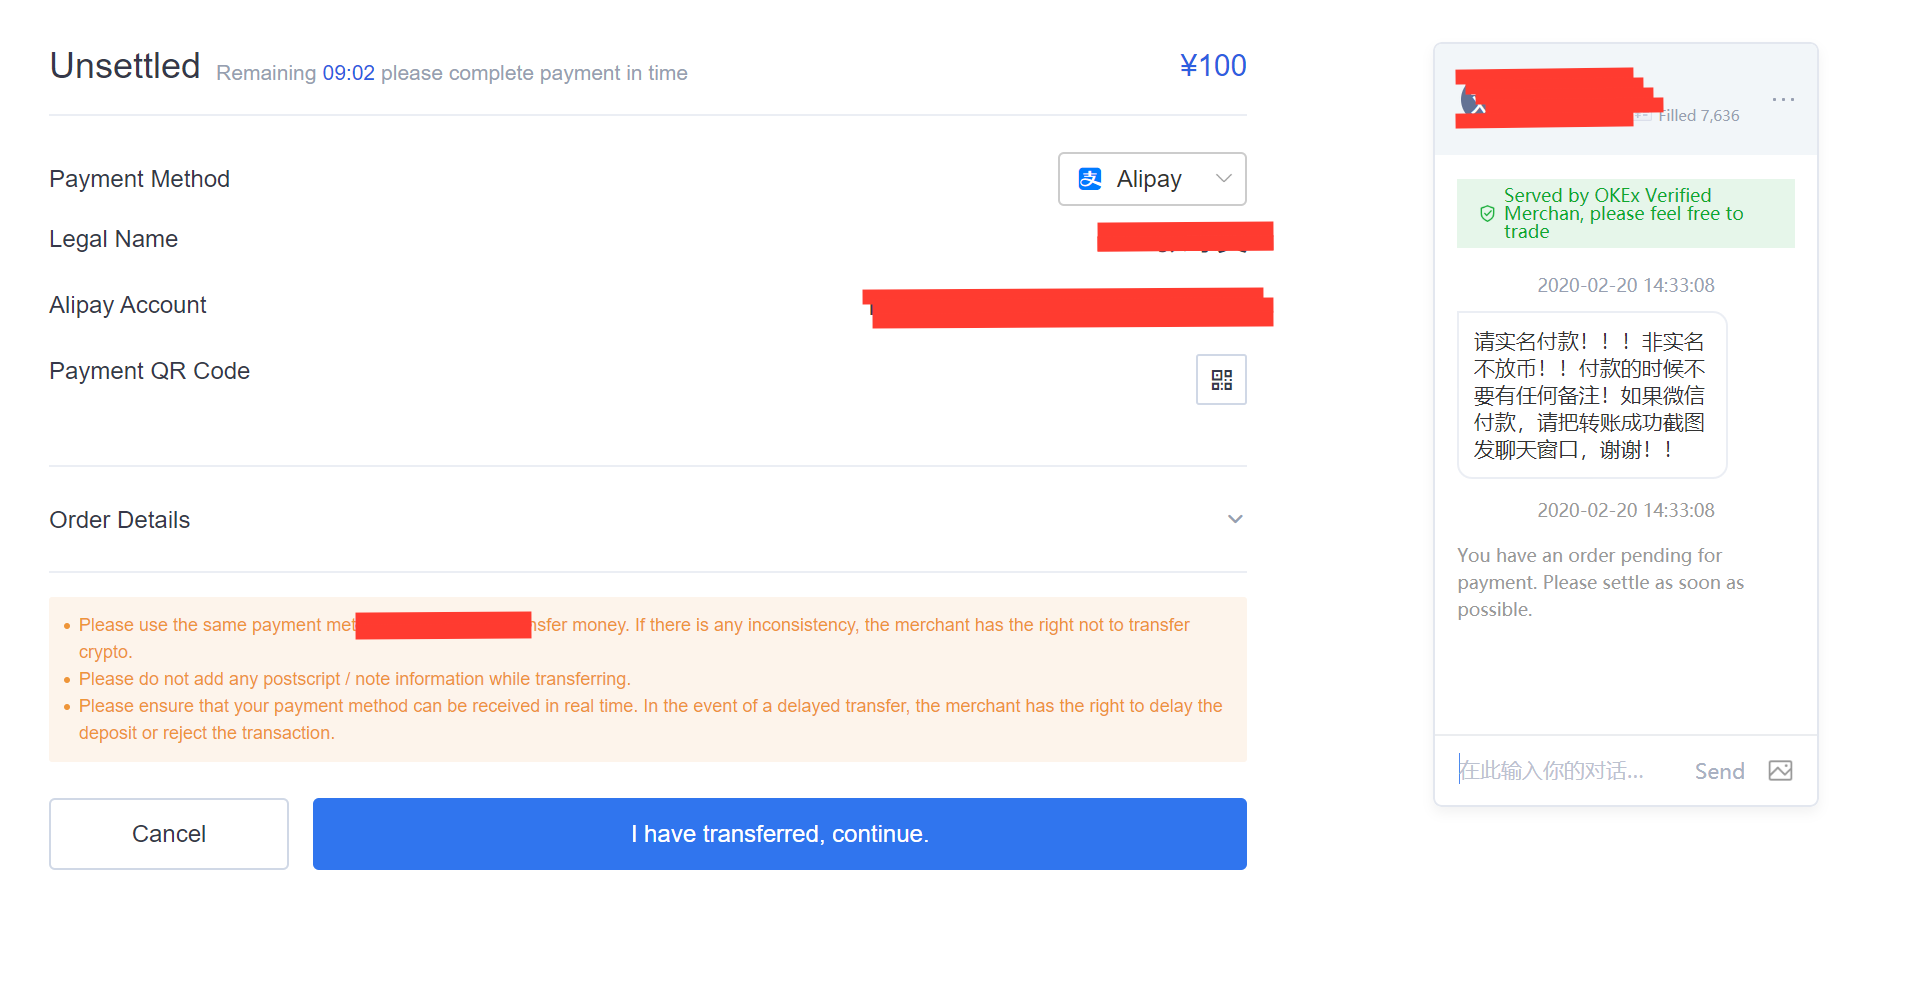 Unsettled Remaining 09:02 please complete payment in time ¥100
Payment Method 支 Alipay
Legal Name
Alipay Account
Payment QR Code
Order Details
Please use the same payment met nsfer money. If there is any inconsistency, the merchant has the right not to transfer
crypto.
Please do not add any postscript / note information while transferring.
Please ensure that your payment method can be received in real time. In the event of a delayed transfer, the merchant has the right to delay the
deposit or reject the transaction.
Cancel
I have transferred, continue.
Filled 7,636
Served by OKEx Verified
Merchan, please feel free to
trade
2020-02-20 14:33:08
请实名付款！！！非实名
不放币！！付款的时候不
要有任何备注！如果微信
付款，请把转账成功截图
发聊天窗口，谢谢！！
2020-02-20 14:33:08
You have an order pending for
payment. Please settle as soon as
possible.
在此输入你的对话... Send